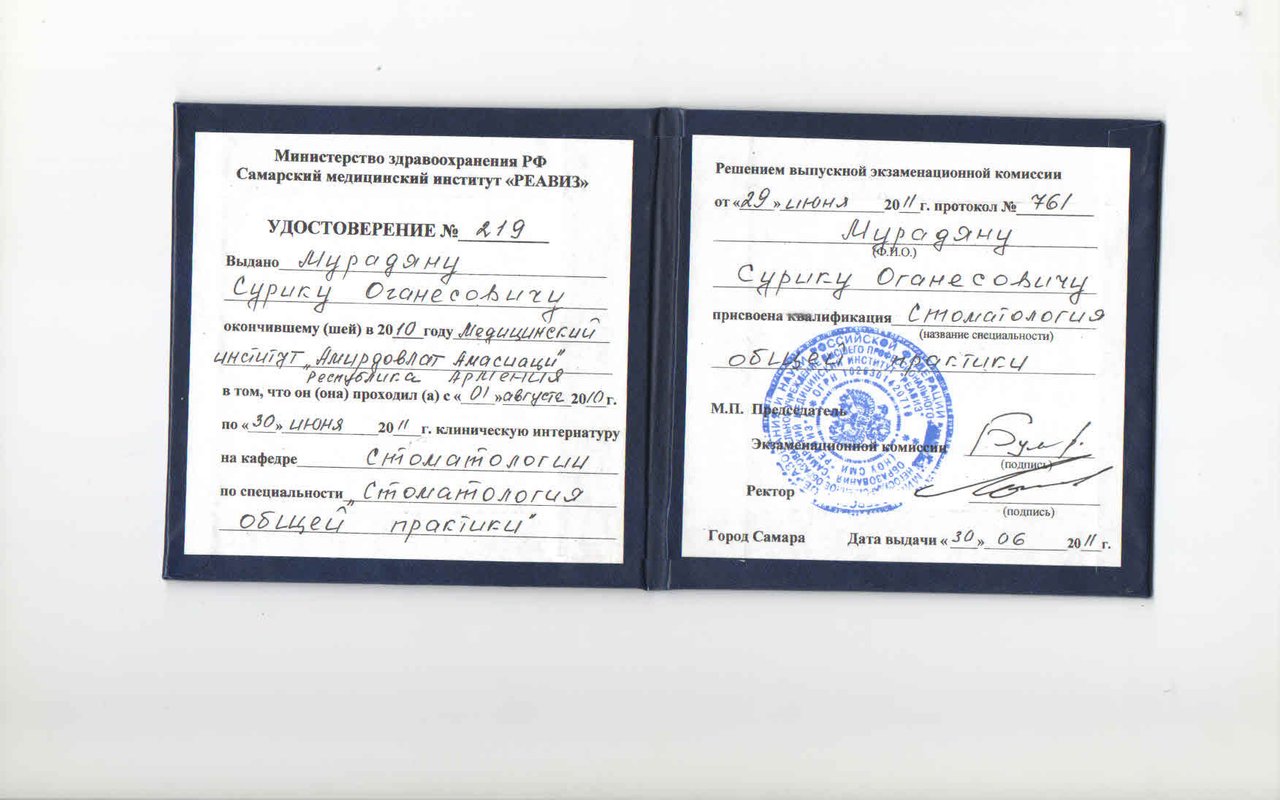 Министерство здравоохранения РФ
Самарский медицинский институт «РЕАВИЗ»
УДОСТОВЕРЕНИЕ № 219
Выдано Мурадяну
Сурику Оганесовичу
окончившему (шей) в 2010 году Медицинский
институт „Амирдовлат Амасиаци"
Республика Армения
в том, что он (она) проходил (а) с «01» августа 2010 г.
по «30» июня 2011 г. клиническую интернатуру
на кафедре Стоматологии
по специальности „Стоматология
общей практики"
Решением выпускной экзаменационной комиссии
от «29» июня 2011 г. протокол № 761
Мурадяну
(Ф.И.О.)
Сурику Оганесовичу
присвоена квалификация Стоматология
(название специальности)
общей практики
М.П. Председатель
Экзаменационной комиссии
(подпись)
Ректор
(подпись)
Город Самара Дата выдачи «30» 06 2011 г.
РОССИЙСКОЙ ФЕДЕРАЦИИ
ОГРН 1026301420718